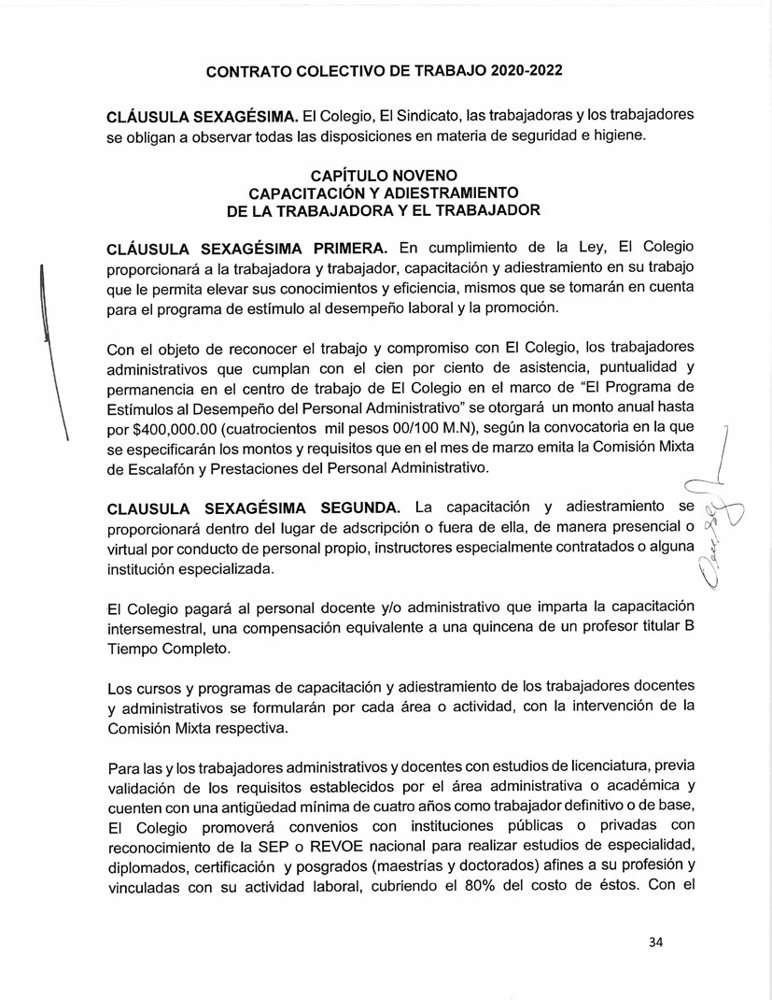 CONTRATO COLECTIVO DE TRABAJO 2020-2022
CLÁUSULA SEXAGÉSIMA. El Colegio, El Sindicato, las trabajadoras y los trabajadores
se obligan a observar todas las disposiciones en materia de seguridad e higiene.
CAPÍTULO NOVENO
CAPACITACIÓN Y ADIESTRAMIENTO
DE LA TRABAJADORA Y EL TRABAJADOR
CLÁUSULA SEXAGÉSIMA PRIMERA. En cumplimiento de la Ley, El Colegio
proporcionará a la trabajadora y trabajador, capacitación y adiestramiento en su trabajo
que le permita elevar sus conocimientos y eficiencia, mismos que se tomarán en cuenta
para el programa de estímulo al desempeño laboral y la promoción.
Con el objeto de reconocer el trabajo y compromiso con El Colegio, los trabajadores
administrativos que cumplan con el cien por ciento de asistencia, puntualidad y
permanencia en el centro de trabajo de El Colegio en el marco de “El Programa de
Estímulos al Desempeño del Personal Administrativo” se otorgará un monto anual hasta
por $400,000.00 (cuatrocientos mil pesos 00/100 M.N), según la convocatoria en la que
se especificarán los montos y requisitos que en el mes de marzo emita la Comisión Mixta
de Escalafón y Prestaciones del Personal Administrativo.
CLAUSULA SEXAGÉSIMA SEGUNDA. La capacitación y adiestramiento se
proporcionará dentro del lugar de adscripción o fuera de ella, de manera presencial o
virtual por conducto de personal propio, instructores especialmente contratados o alguna
institución especializada.
El Colegio pagará al personal docente y/o administrativo que imparta la capacitación
intersemestral, una compensación equivalente a una quincena de un profesor titular B
Tiempo Completo.
Los cursos y programas de capacitación y adiestramiento de los trabajadores docentes
y administrativos se formularán por cada área o actividad, con la intervención de la
Comisión Mixta respectiva.
Para las y los trabajadores administrativos y docentes con estudios de licenciatura, previa
validación de los requisitos establecidos por el área administrativa o académica y
cuenten con una antigüedad mínima de cuatro años como trabajador definitivo o de base,
El Colegio promoverá convenios con instituciones públicas o privadas con
reconocimiento de la SEP o REVOE nacional para realizar estudios de especialidad,
diplomados, certificación y posgrados (maestrías y doctorados) afines a su profesión y
vinculadas con su actividad laboral, cubriendo el 80% del costo de éstos. Con el
34